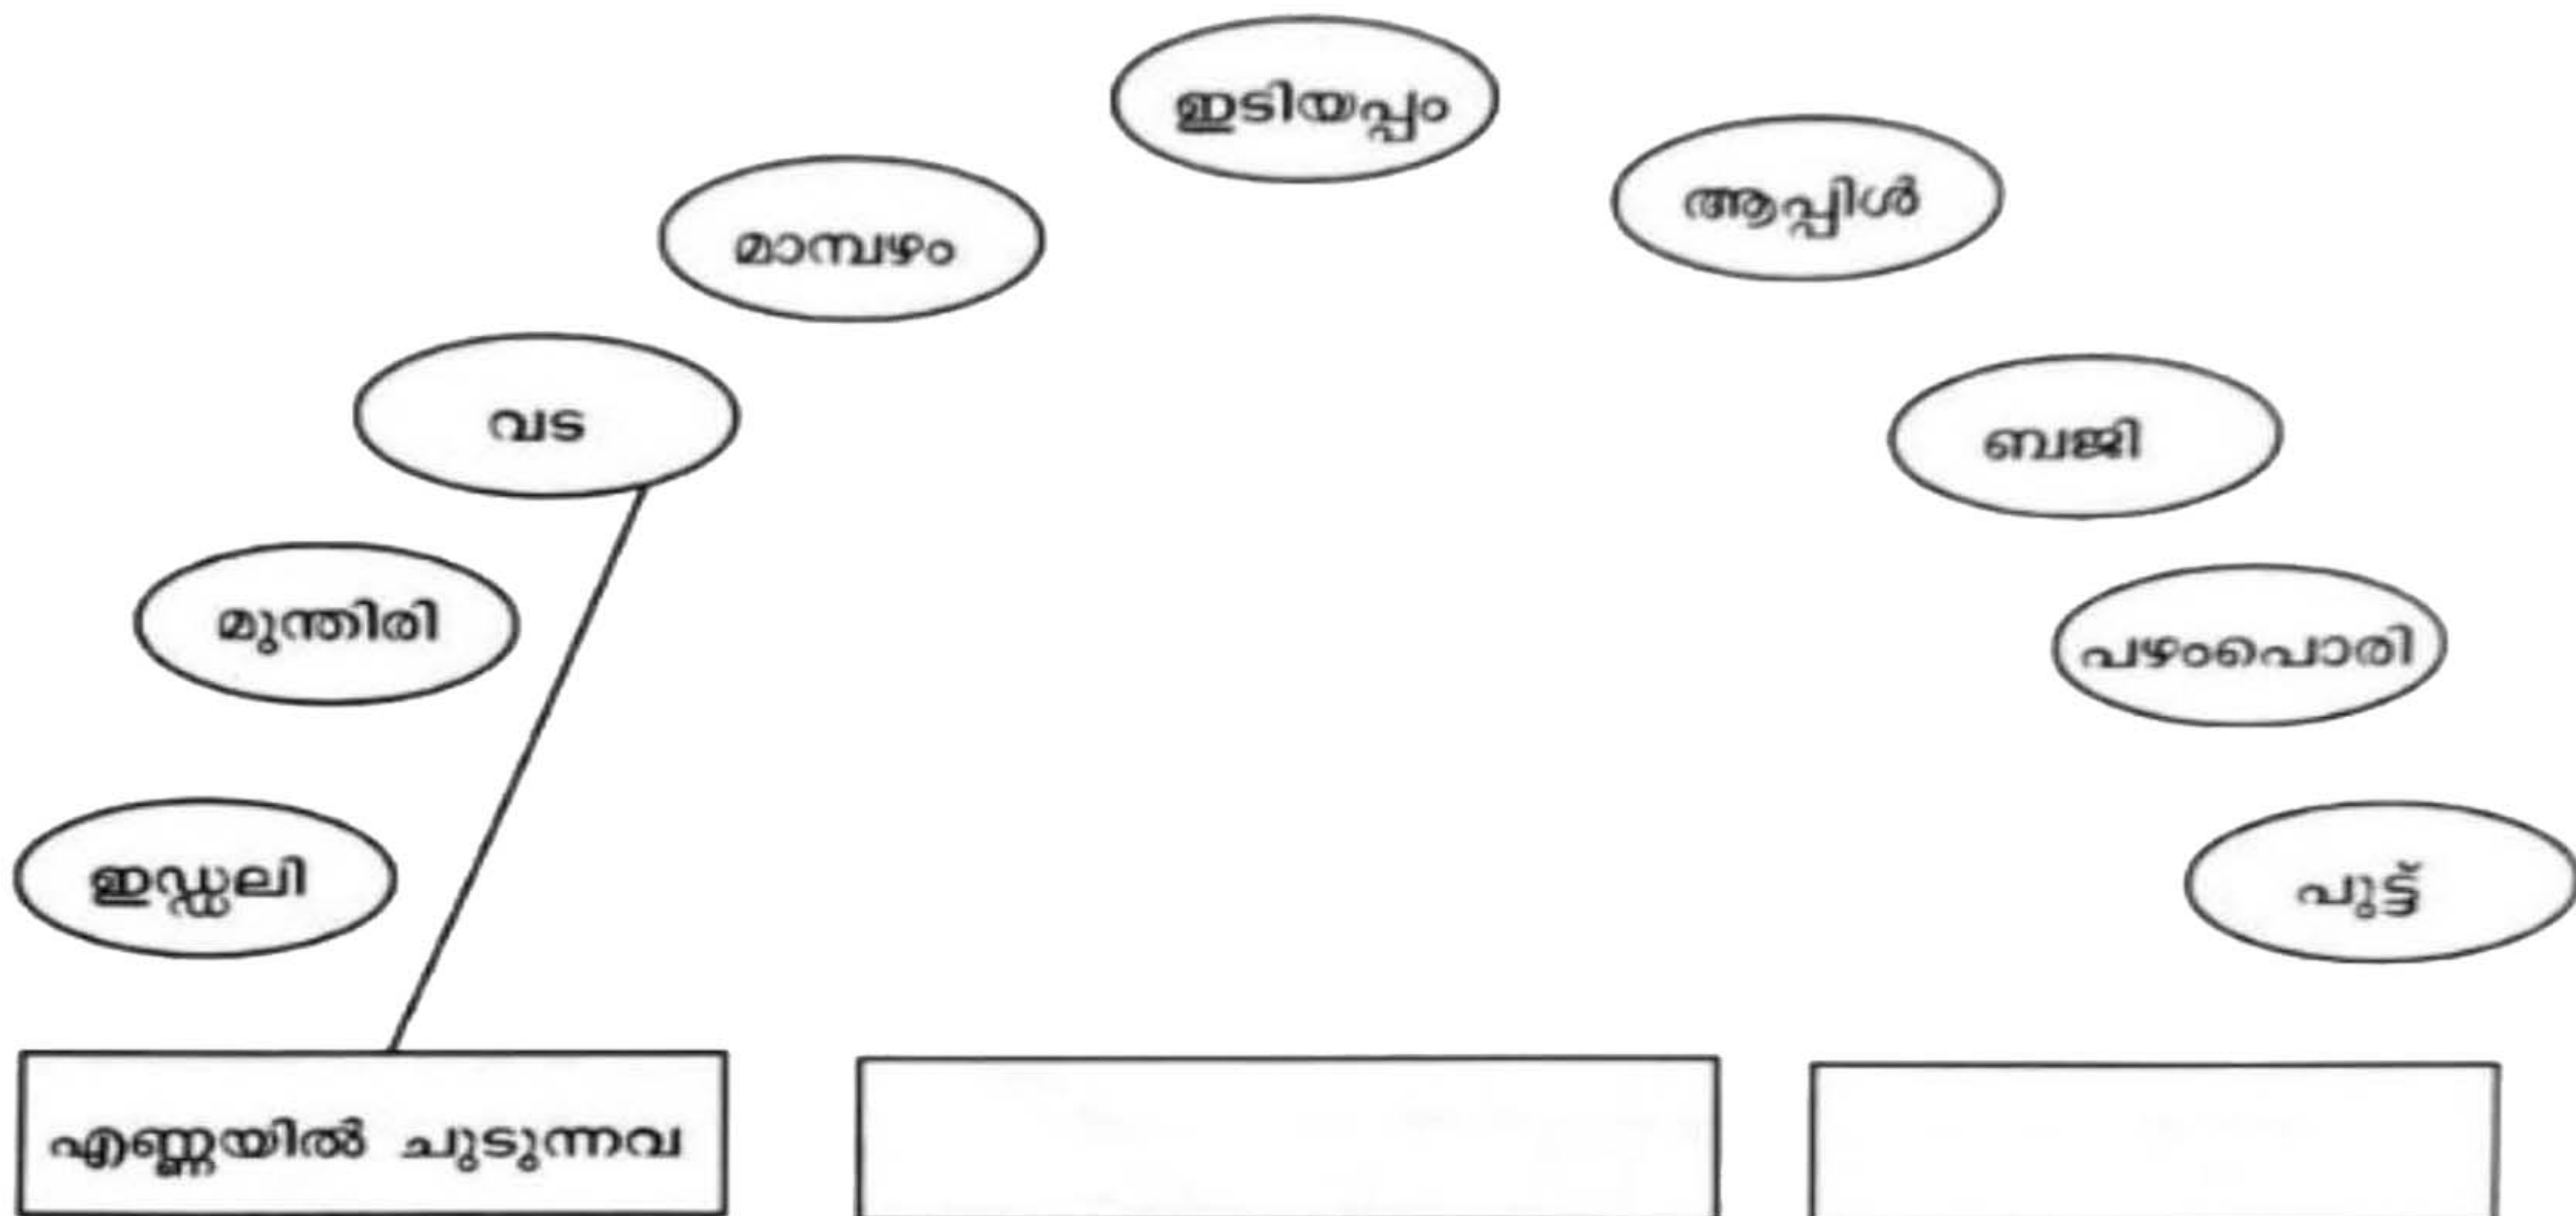 ഇടിയപ്പം
ആപ്പിൾ
മാമ്പഴം
വട
ബജി
മുന്തിരി
പഴംപൊരി
ഇഡ്ഡലി
പുട്ട്
എണ്ണയിൽ ചുടുന്നവ